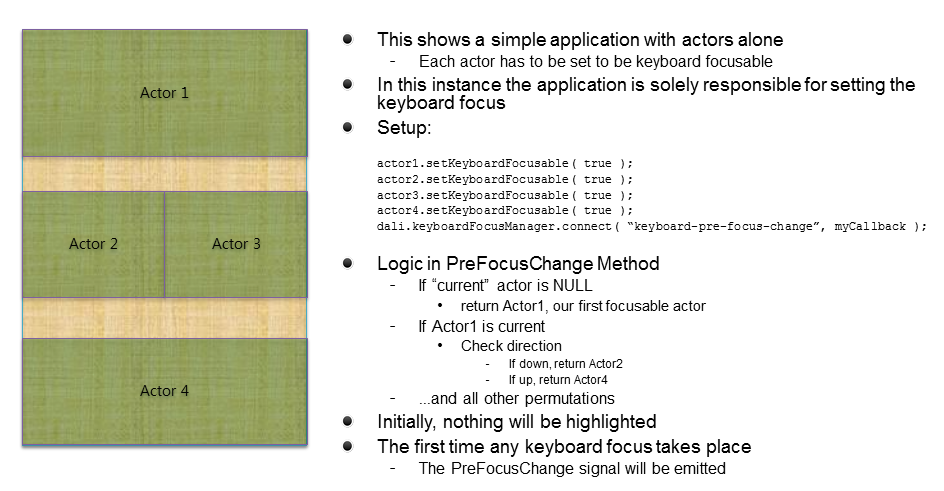 Actor 1
Actor 2
Actor 3
Actor 4
This shows a simple application with actors alone
- Each actor has to be set to be keyboard focusable
In this instance the application is solely responsible for setting the
keyboard focus
Setup:
actor1.setKeyboardFocusable( true );
actor2.setKeyboardFocusable( true );
actor3.setKeyboardFocusable( true );
actor4.setKeyboardFocusable( true );
dali.keyboardFocusManager.connect( “keyboard-pre-focus-change”, myCallback );
Logic in PreFocusChange Method
- If “current” actor is NULL
• return Actor1, our first focusable actor
- If Actor1 is current
• Check direction
- If down, return Actor2
- If up, return Actor4
- ...and all other permutations
Initially, nothing will be highlighted
The first time any keyboard focus takes place
- The PreFocusChange signal will be emitted